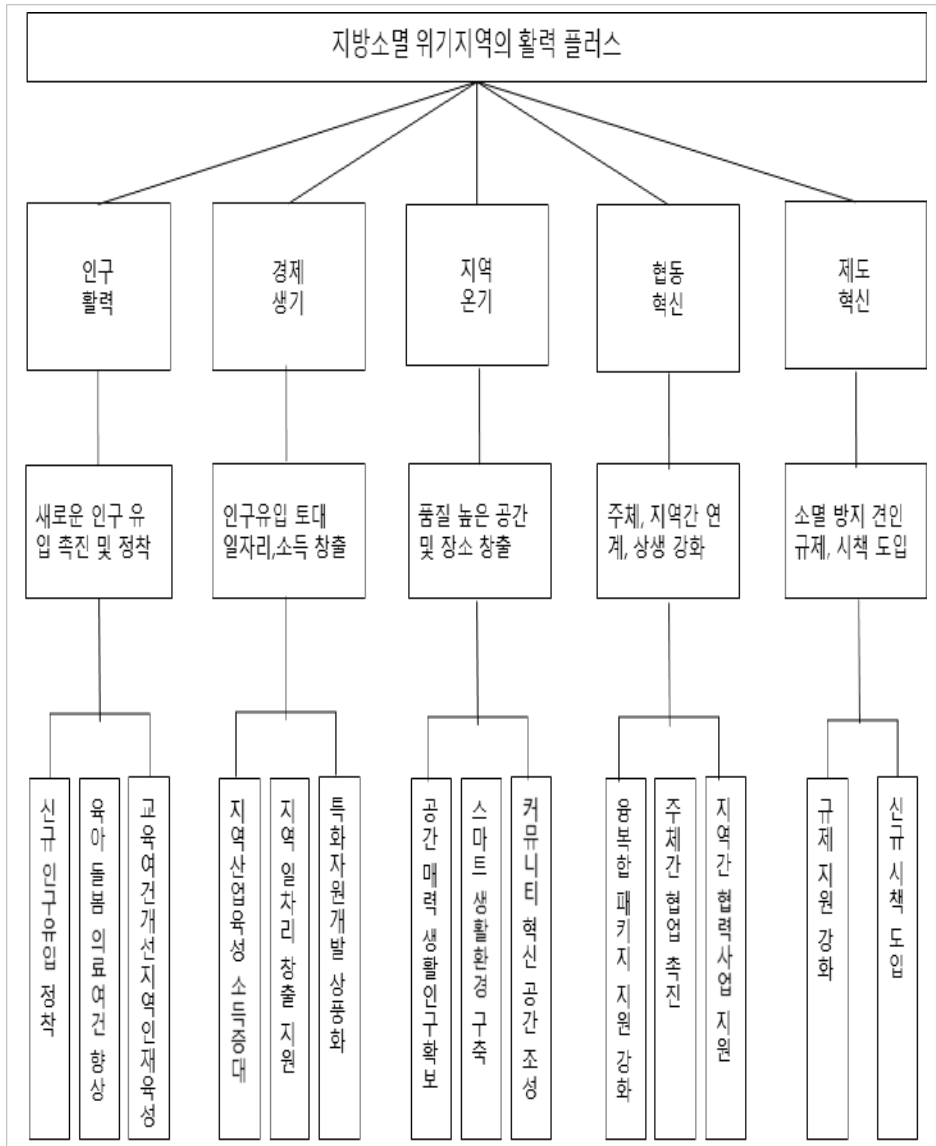 지방소멸 위기지역의 활력 플러스
인구
활력
경제
생기
지역
온기
협동
혁신
제도
혁신
새로운 인구 유
입 촉진 및 정착
인구유입 토대
일자리,소득 창출
품질 높은 공간
및 장소 창출
주체, 지역간 연
계, 상생 강화
소멸 방지 견인
규제, 시책 도입
신규 인구유입 정착
육아 돌봄 의료여건 향상
교육여건개선지역인재육성
지역산업육성 소득증대
지역 일차리 창출 지원
특화자원개발 상품화
공간 매력 생활인구확보
스마트 생활환경 구축
커뮤니티 혁신 공간 조성
융복합 패키지 지원 강화
주체간 협업 촉진
지역간 협력사업 지원
규제 지원 강화
신규 시책 도입